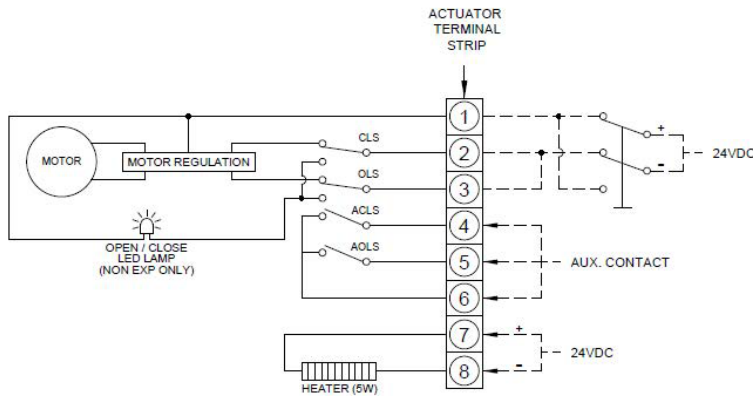 ACTUATOR
TERMINAL
STRIP
1
CLS
+
MOTOR
MOTOR REGULATION
2
24VDC
-
OLS
3
ACLS
4
OPEN / CLOSE
LED LAMP
(NON EXP ONLY)
AOLS
5
AUX. CONTACT
6
7
+
24VDC
8
-
HEATER (5W)